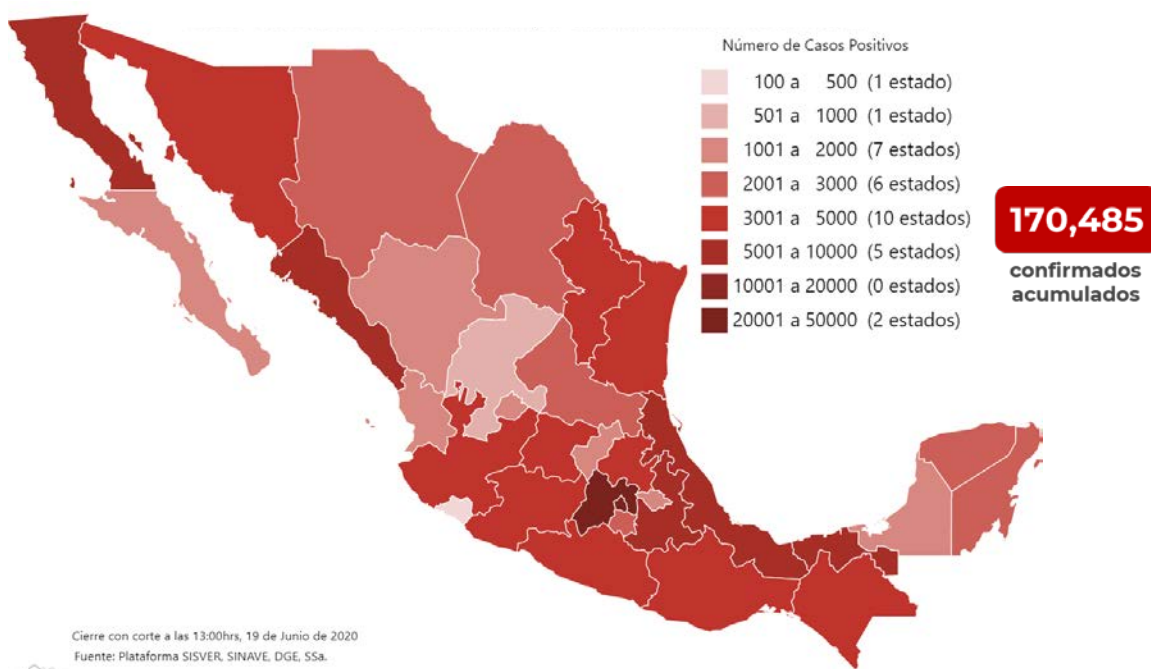 Número de Casos Positivos
100 a 500 (1 estado)
501 a 1000 (1 estado)
1001 a 2000 (7 estados)
2001 a 3000 (6 estados)
3001 a 5000 (10 estados)
5001 a 10000 (5 estados)
10001 a 20000 (0 estados)
20001 a 50000 (2 estados)
170,485
confirmados
acumulados
Cierre con corte a las 13:00hrs, 19 de Junio de 2020
Fuente: Plataforma SISVER, SINAVE, DGE, SSa.